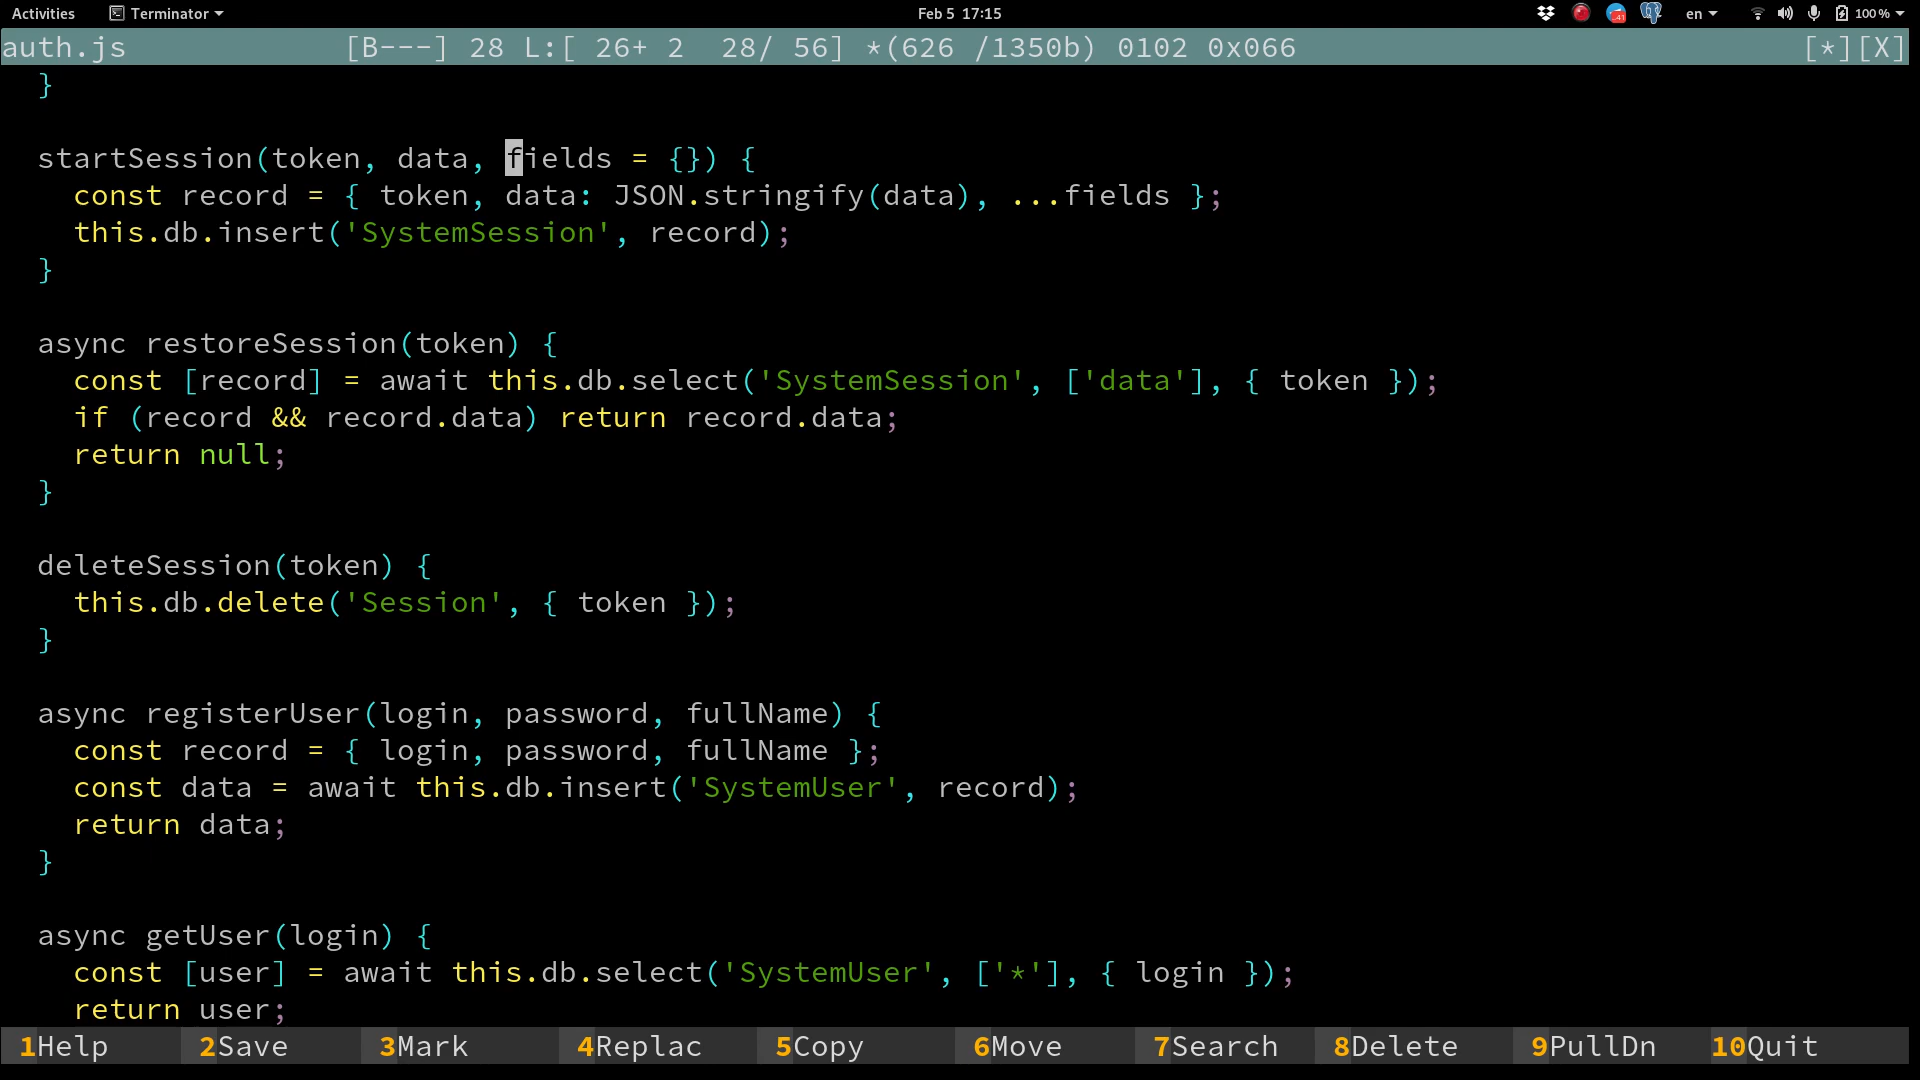 Activities Terminator Feb 5 17:15 en 100 %
auth.js [B---] 28 L:[ 26+ 2 28/ 56] *(626 /1350b) 0102 0x066 [*][X]
}
startSession(token, data, fields = {}) {
const record = { token, data: JSON.stringify(data), ...fields };
this.db.insert('SystemSession', record);
}
async restoreSession(token) {
const [record] = await this.db.select('SystemSession', ['data'], { token });
if (record && record.data) return record.data;
return null;
}
deleteSession(token) {
this.db.delete('Session', { token });
}
async registerUser(login, password, fullName) {
const record = { login, password, fullName };
const data = await this.db.insert('SystemUser', record);
return data;
}
async getUser(login) {
const [user] = await this.db.select('SystemUser', ['*'], { login });
return user;
1Help 2Save 3Mark 4Replac 5Copy 6Move 7Search 8Delete 9PullDn 10Quit